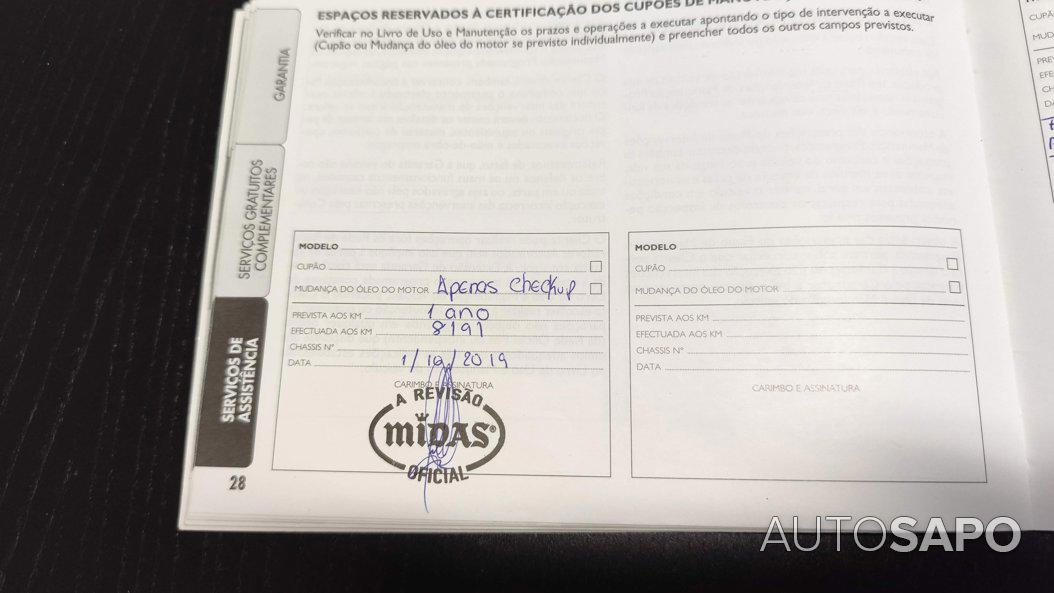 ESPAÇOS RESERVADOS À CERTIFICAÇÃO DOS CUPÕES DE
Verificar no Livro de Uso e Manutenção os prazos e operações a executar apontando o tipo de intervenção a executar
(Cupão ou Mudança do óleo do motor se previsto individualmente) e preencher todos os outros campos previstos.
GARANTIA
SERVIÇOS GRATUITOS
COMPLEMENTARES
SERVIÇOS DE
ASSISTÊNCIA
28
MODELO
CUPÃO
MUDANÇA DO ÓLEO DO MOTOR Apenas Checkup
PREVISTA AOS KM 1 ano
EFECTUADA AOS KM 8191
CHASSIS Nº
DATA 1/10/2019
CARIMBO E ASSINATURA
A REVISÃO
MIDAS®
OFICIAL
MODELO
CUPÃO
MUDANÇA DO ÓLEO DO MOTOR
PREVISTA AOS KM
EFECTUADA AOS KM
CHASSIS Nº
DATA
CARIMBO E ASSINATURA
AUTOSAPO